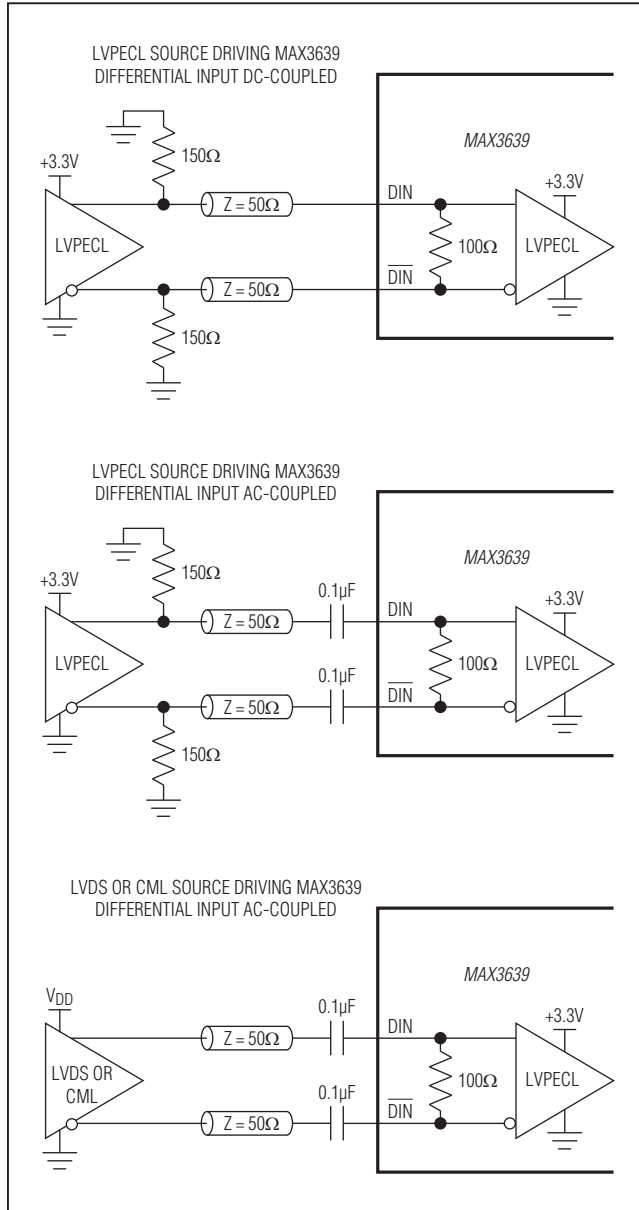 LVPECL SOURCE DRIVING MAX3639
DIFFERENTIAL INPUT DC-COUPLED
MAX3639
150Ω
+3.3V
+3.3V
Z = 50Ω
DIN
LVPECL
100Ω
LVPECL
Z = 50Ω
D̅I̅N̅
150Ω
LVPECL SOURCE DRIVING MAX3639
DIFFERENTIAL INPUT AC-COUPLED
MAX3639
150Ω
+3.3V
0.1µF
+3.3V
Z = 50Ω
DIN
LVPECL
0.1µF
100Ω
LVPECL
Z = 50Ω
D̅I̅N̅
150Ω
LVDS OR CML SOURCE DRIVING MAX3639
DIFFERENTIAL INPUT AC-COUPLED
MAX3639
VDD
0.1µF
+3.3V
Z = 50Ω
DIN
LVDS OR
CML
0.1µF
100Ω
LVPECL
Z = 50Ω
D̅I̅N̅